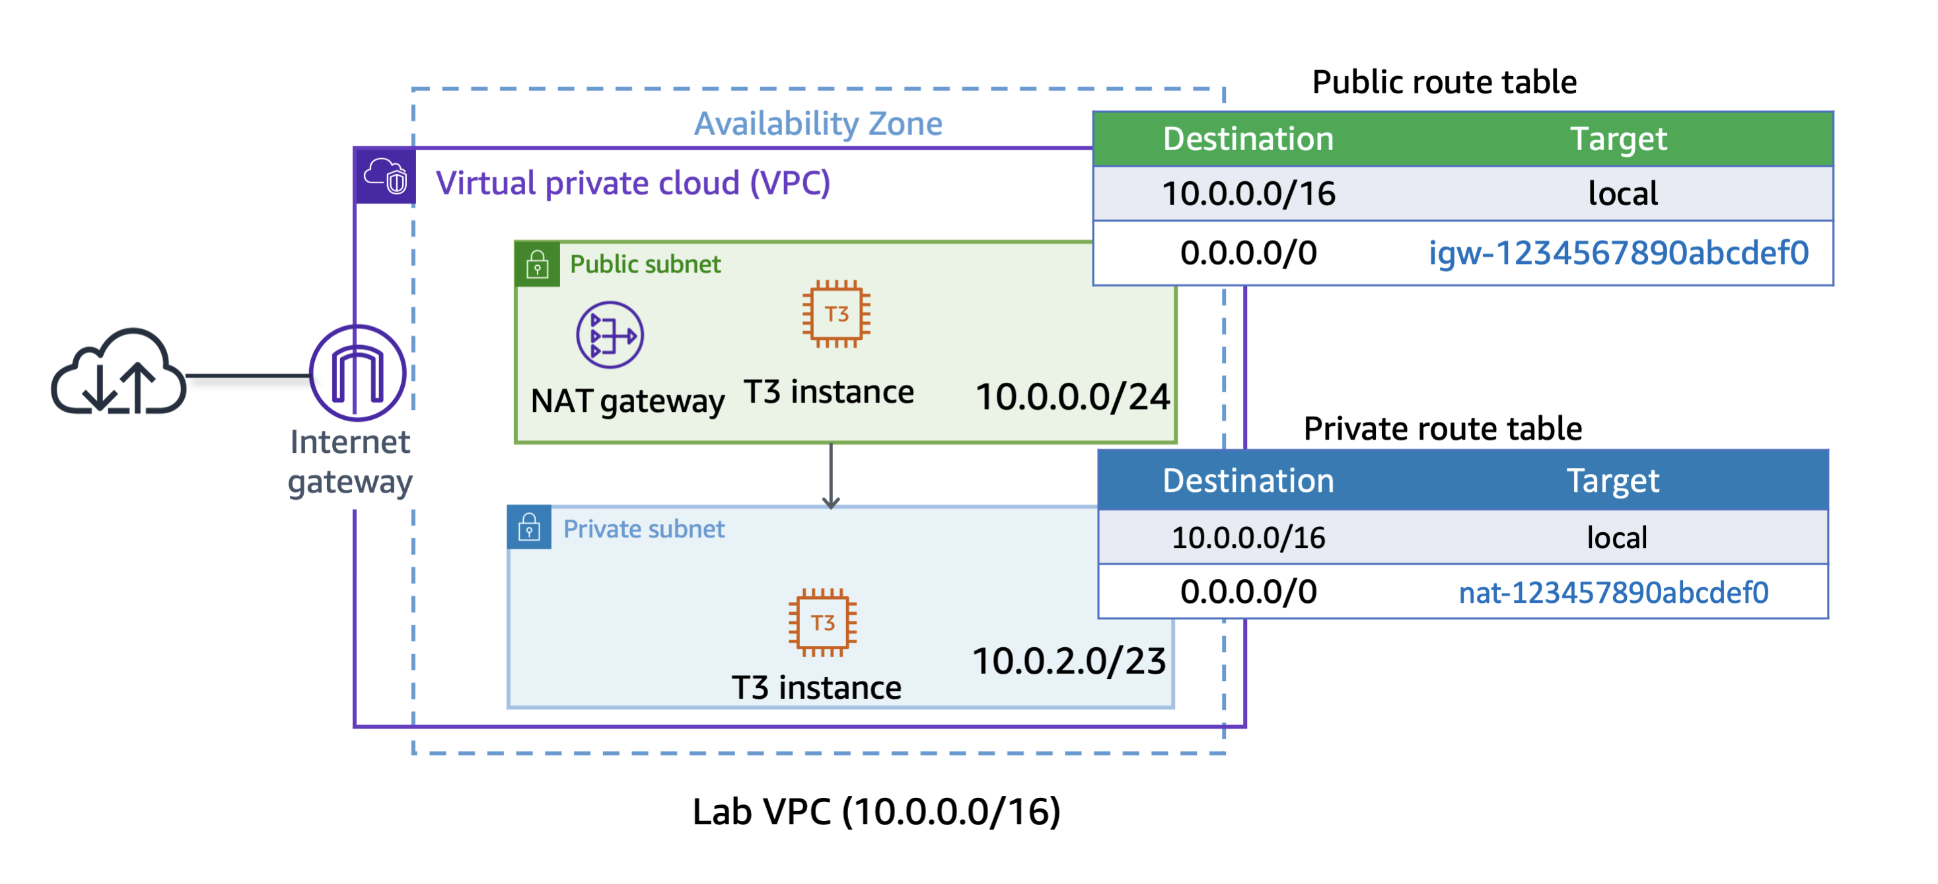 Public route table
Availability Zone
Destination Target
Virtual private cloud (VPC)
10.0.0.0/16 local
0.0.0.0/0 igw-1234567890abcdef0
Public subnet
T3
NAT gateway
T3 instance
10.0.0.0/24
Internet
gateway
Private route table
Destination Target
10.0.0.0/16 local
0.0.0.0/0 nat-123457890abcdef0
Private subnet
T3
T3 instance
10.0.2.0/23
Lab VPC (10.0.0.0/16)